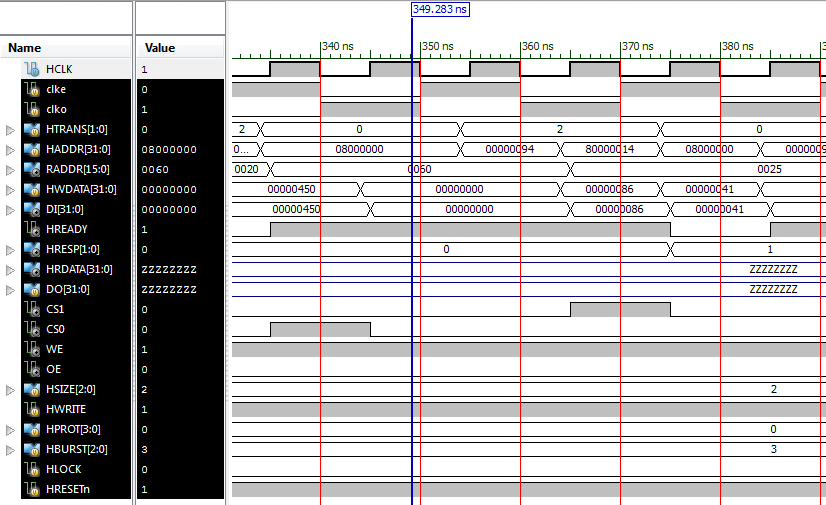 349.283 ns
Name Value 340 ns 350 ns 360 ns 370 ns 380 ns
HCLK 1
clke 0
clko 1
HTRANS[1:0] 0 2 0 2 0
HADDR[31:0] 08000000 0... 08000000 00000094 80000014 08000000 0000009
RADDR[15:0] 0060 0020 0060 0025
HWDATA[31:0] 00000000 00000450 00000000 00000086 00000041
DI[31:0] 00000000 00000450 00000000 00000086 00000041
HREADY 1
HRESP[1:0] 0 0 1
HRDATA[31:0] ZZZZZZZZ ZZZZZZZZ
DO[31:0] ZZZZZZZZ ZZZZZZZZ
CS1 0
CS0 0
WE 1
OE 0
HSIZE[2:0] 2 2
HWRITE 1
HPROT[3:0] 0 0
HBURST[2:0] 3 3
HLOCK 0
HRESETn 1